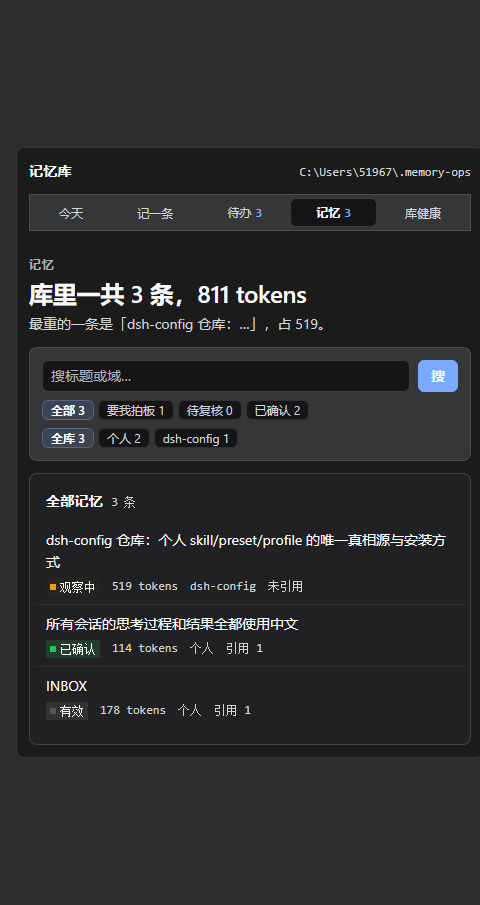 记忆库
C:\Users\51967\.memory-ops
今天 记一条 待办 3 记忆 3 库健康
记忆
库里一共 3 条，811 tokens
最重的一条是「dsh-config 仓库：…」，占 519。
搜标题或域... 搜
全部 3 要我拍板 1 待复核 0 已确认 2
全库 3 个人 2 dsh-config 1
全部记忆 3 条
dsh-config 仓库：个人 skill/preset/profile 的唯一真相源与安装方
式
观察中 519 tokens dsh-config 未引用
所有会话的思考过程和结果全都使用中文
已确认 114 tokens 个人 引用 1
INBOX
有效 178 tokens 个人 引用 1